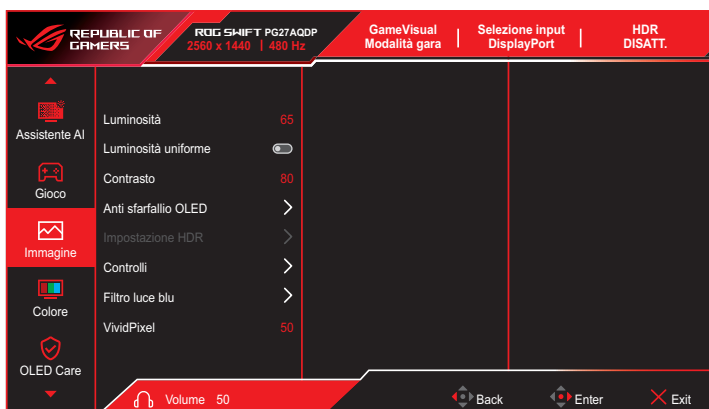 REPUBLIC OF
GAMERS
ROG SWIFT PG27AQDP
2560 x 1440 | 480 Hz
GameVisual
Modalità gara
Selezione input
DisplayPort
HDR
DISATT.
Assistente AI
Gioco
Immagine
Colore
OLED Care
Luminosità 65
Luminosità uniforme
Contrasto 80
Anti sfarfallio OLED
Impostazione HDR
Controlli
Filtro luce blu
VividPixel 50
Volume 50
Back
Enter
Exit